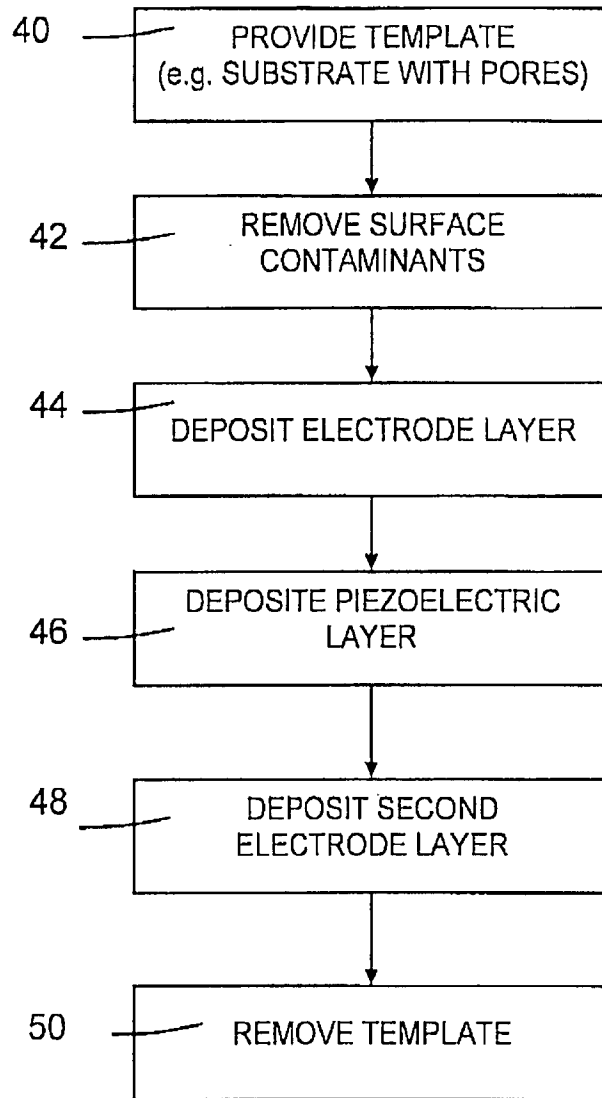 40
PROVIDE TEMPLATE
(e.g. SUBSTRATE WITH PORES)
42
REMOVE SURFACE
CONTAMINANTS
44
DEPOSIT ELECTRODE LAYER
46
DEPOSITE PIEZOELECTRIC
LAYER
48
DEPOSIT SECOND
ELECTRODE LAYER
50
REMOVE TEMPLATE